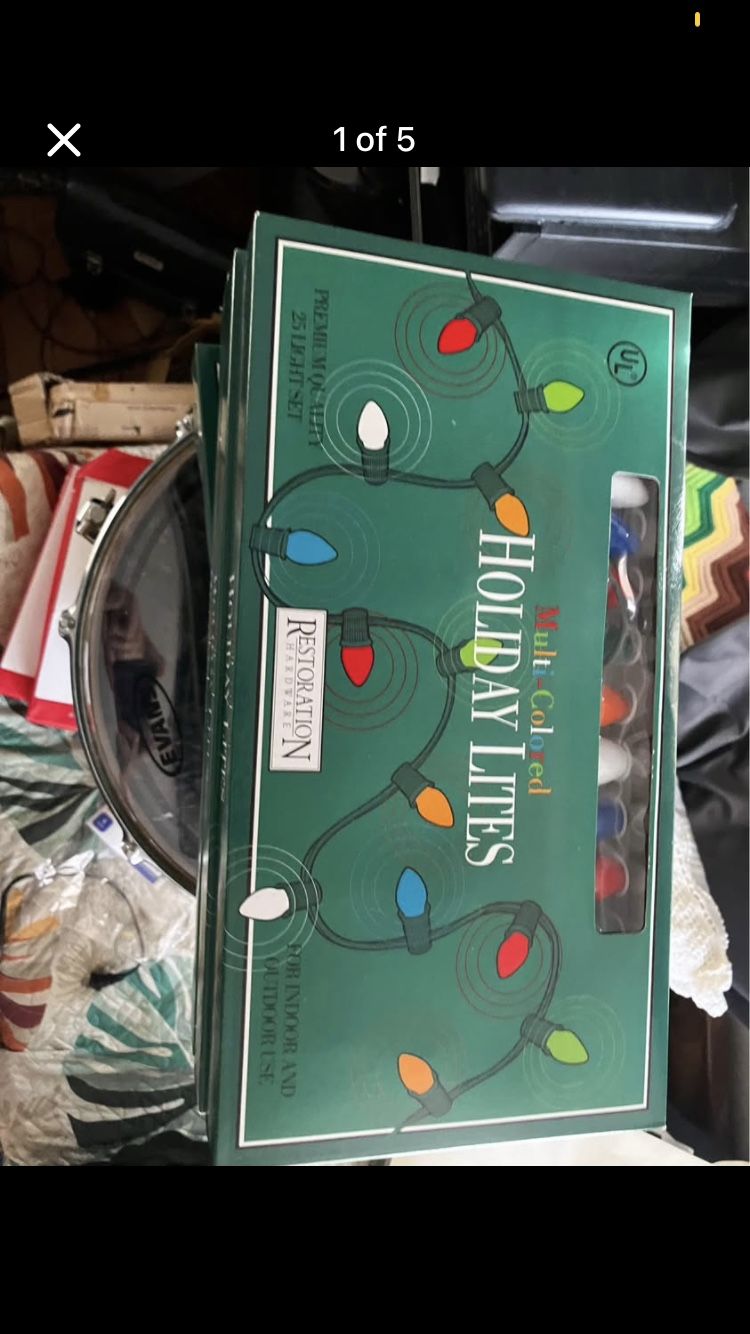 1 of 5
UL
Multi-Colored
HOLIDAY LITES
PREMIUM QUALITY
25 LIGHT SET
RESTORATION
HARDWARE
FOR INDOOR AND
OUTDOOR USE
EVANS